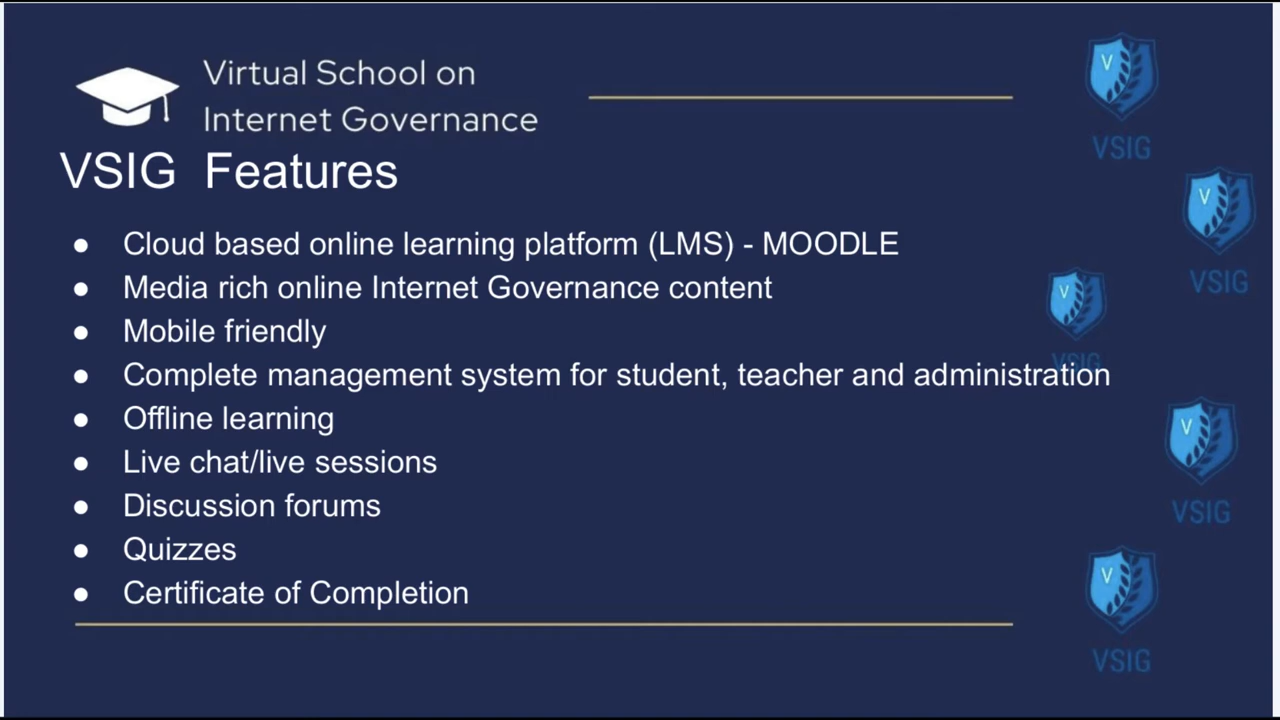 Virtual School on
Internet Governance
VSIG Features
● Cloud based online learning platform (LMS) - MOODLE
● Media rich online Internet Governance content
● Mobile friendly
● Complete management system for student, teacher and administration
● Offline learning
● Live chat/live sessions
● Discussion forums
● Quizzes
● Certificate of Completion
V
VSIG
V
VSIG
V
VSIG
V
VSIG
V
VSIG